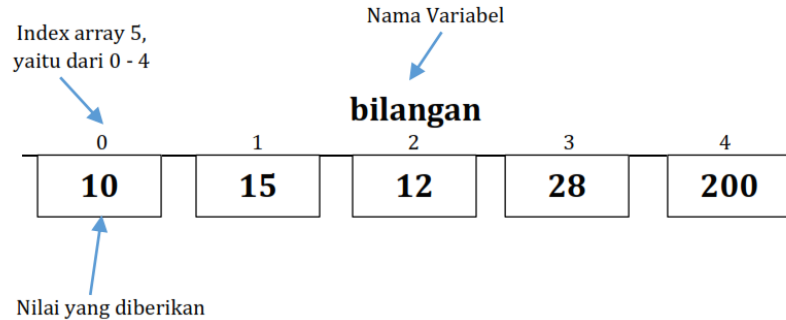 Nama Variabel
Index array 5,
yaitu dari 0 - 4
bilangan
0 1 2 3 4
10 15 12 28 200
Nilai yang diberikan